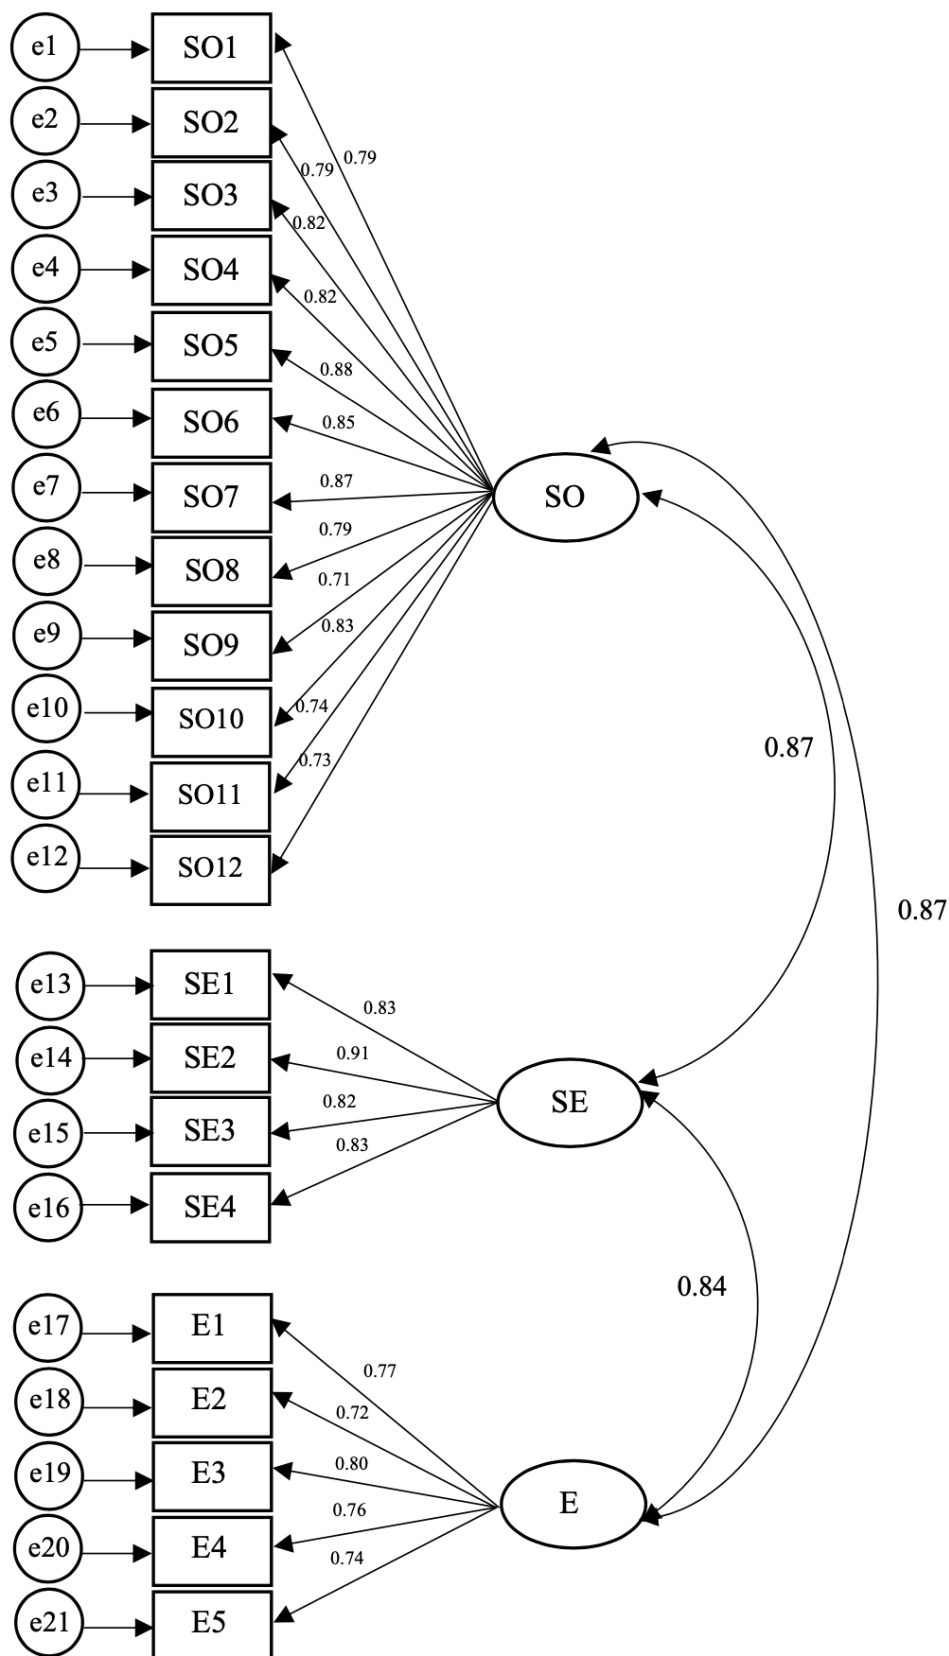 e1 SO1
e2 SO2
0.79 0.79
e3 SO3
0.82
e4 SO4
0.82
e5 SO5
0.88
e6 SO6
0.85
e7 SO7
0.87
SO
0.79
e8 SO8
0.71
e9 SO9
0.83
e10 SO10
0.74
0.87
e11 SO11
0.73
e12 SO12
0.87
e13 SE1
0.83
e14 SE2
0.91
SE
0.82
e15 SE3
0.83
e16 SE4
0.84
e17 E1
0.77
e18 E2
0.72
e19 E3
0.80
E
0.76
e20 E4
0.74
e21 E5